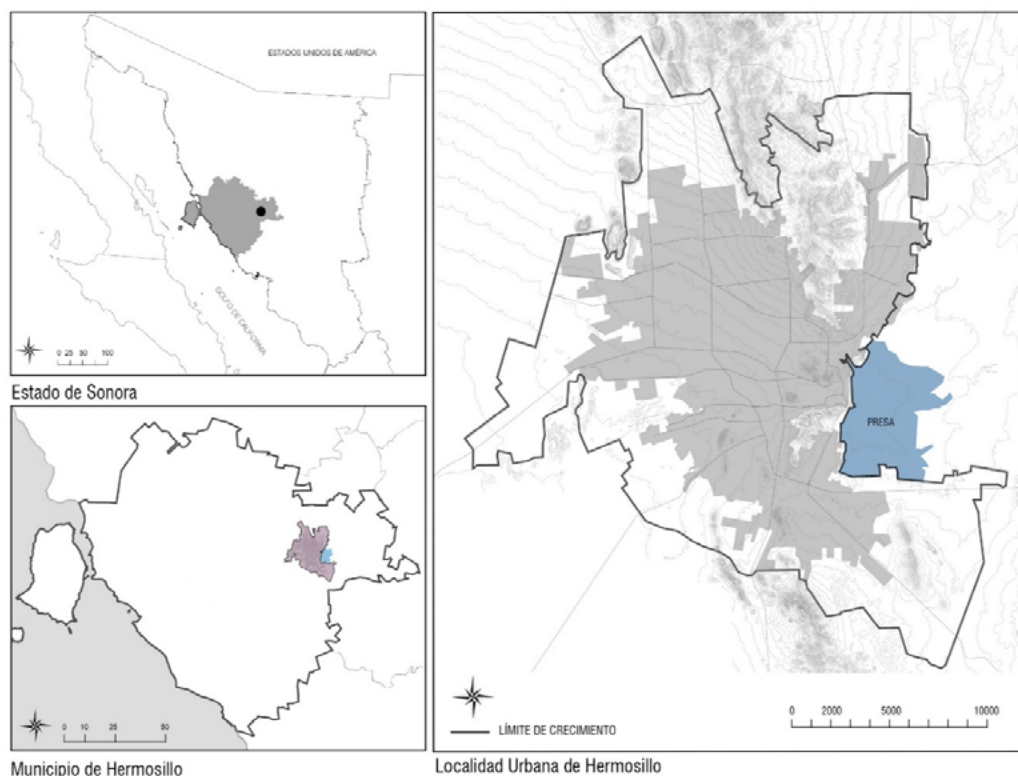 ESTADOS UNIDOS DE AMÉRICA
GOLFO DE CALIFORNIA
0 25 50 100
Estado de Sonora
0 10 25 50
Municipio de Hermosillo
PRESA
LÍMITE DE CRECIMIENTO
0 2000 5000 10000
Localidad Urbana de Hermosillo